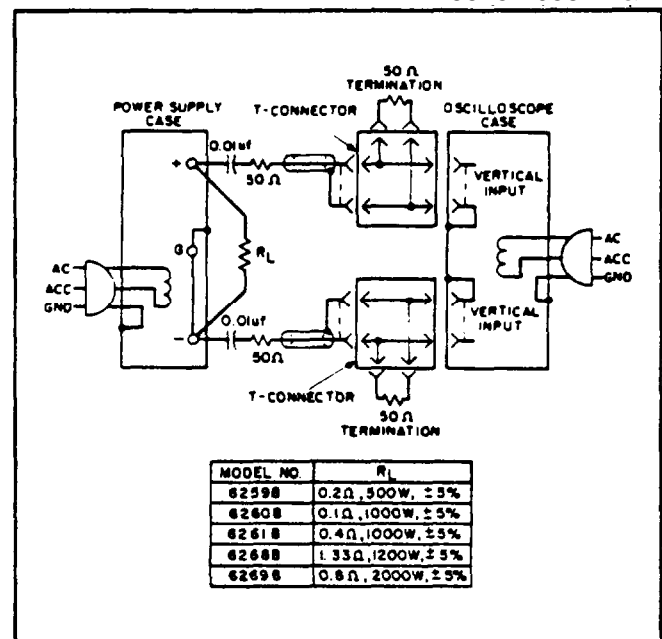 50 Ω
TERMINATION
T-CONNECTOR
POWER SUPPLY
CASE
OSCILLOSCOPE
CASE
0.01uf
+
50 Ω
VERTICAL
INPUT
G
RL
AC
ACC
GND
AC
ACC
GND
0.01uf
-
50Ω
VERTICAL
INPUT
T-CONNECTOR
50 Ω
TERMINATION
MODEL NO. RL
6259B 0.2Ω, 500W, ±5%
6260B 0.1Ω, 1000W, ±5%
6261B 0.4Ω, 1000W, ±5%
6268B 1.33Ω, 1200W, ±5%
6269B 0.8Ω, 2000W, ±5%